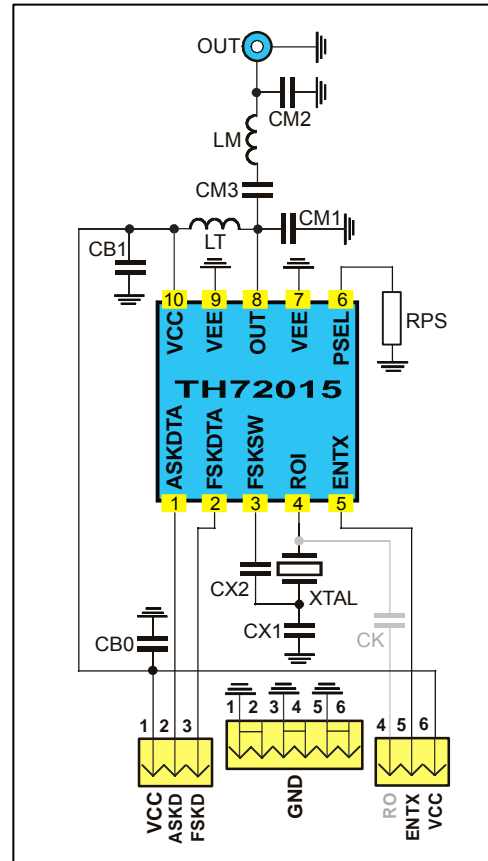 OUT
CM2
LM
CM3
CM1
CB1
LT
10 9 8 7 6
VCC VEE OUT VEE PSEL
RPS
TH72015
ASKDTA FSKDTA FSKSW ROI ENTX
1 2 3 4 5
CX2
XTAL
CB0
CX1
CK
1 2 3
1 2 3 4 5 6
4 5 6
VCC ASKD FSKD
GND
RO ENTX VCC